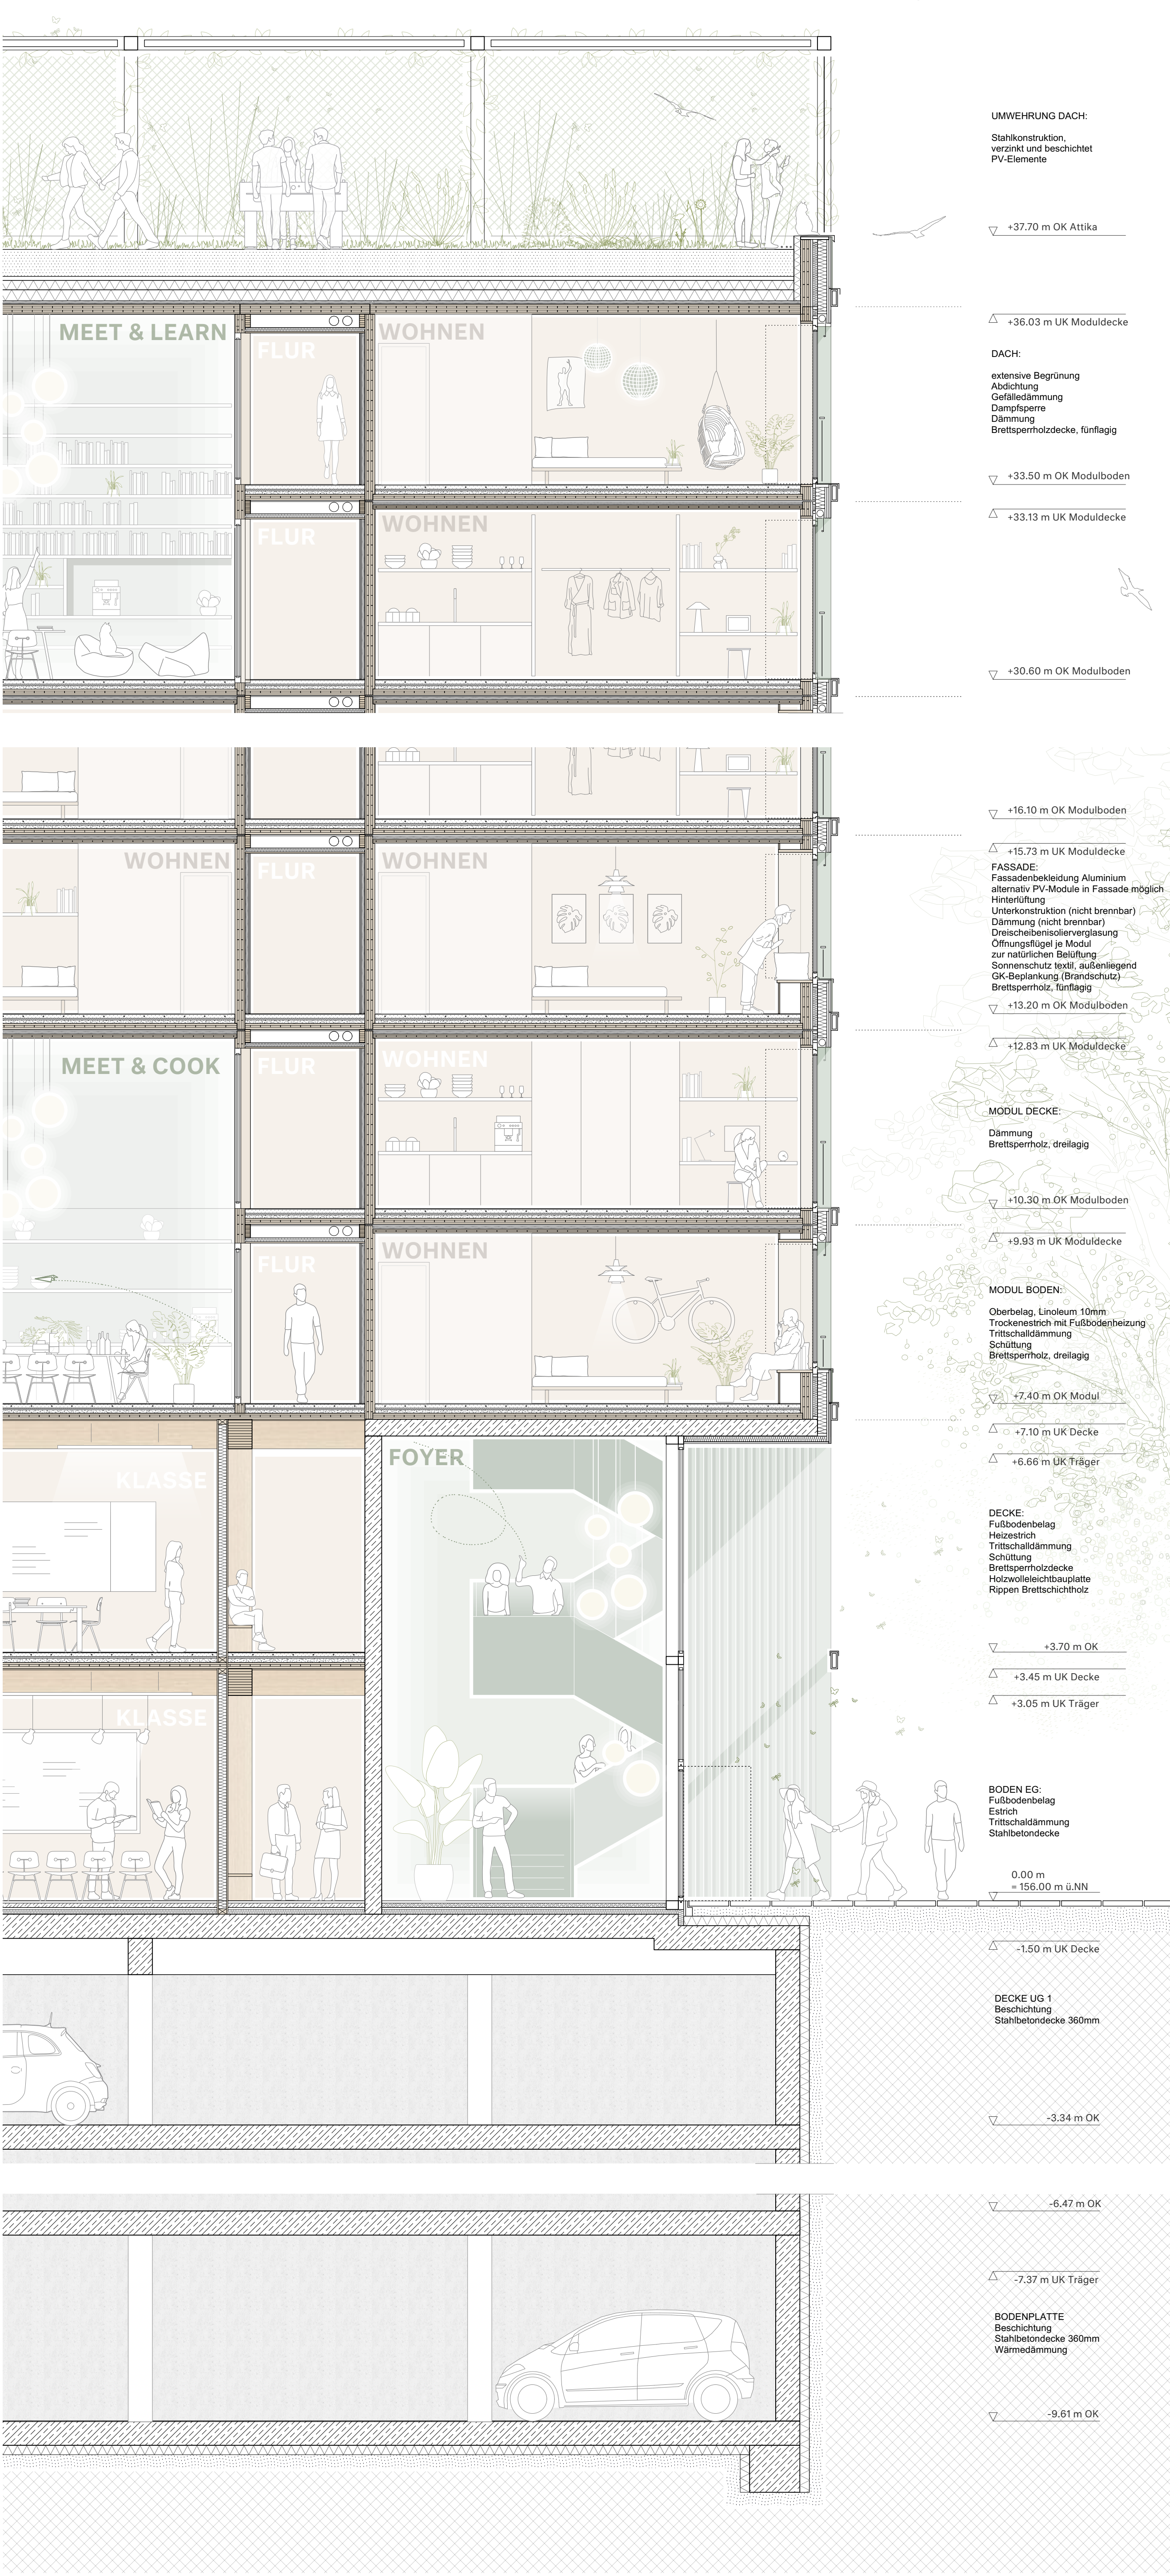 UMWEHRUNG DACH:
Stahlkonstruktion,
verzinkt und beschichtet
PV-Elemente
+37.70 m OK Attika
+36.03 m UK Moduldecke
MEET & LEARN
FLUR
WOHNEN
DACH:
extensive Begrünung
Abdichtung
Gefälledämmung
Dampfsperre
Dämmung
Brettsperrholzdecke, fünflagig
+33.50 m OK Modulboden
+33.13 m UK Moduldecke
FLUR
WOHNEN
+30.60 m OK Modulboden
+16.10 m OK Modulboden
+15.73 m UK Moduldecke
WOHNEN
FLUR
WOHNEN
FASSADE:
Fassadenbekleidung Aluminium
alternativ PV-Module in Fassade möglich
Hinterlüftung
Unterkonstruktion (nicht brennbar)
Dämmung (nicht brennbar)
Dreischeibenisolierverglasung
Öffnungsflügel je Modul
zur natürlichen Belüftung
Sonnenschutz textil, außenliegend
GK-Beplankung (Brandschutz)
Brettsperrholz, fünflagig
+13.20 m OK Modulboden
+12.83 m UK Moduldecke
MEET & COOK
FLUR
WOHNEN
MODUL DECKE:
Dämmung
Brettsperrholz, dreilagig
+10.30 m OK Modulboden
+9.93 m UK Moduldecke
FLUR
WOHNEN
MODUL BODEN:
Oberbelag, Linoleum 10mm
Trockenestrich mit Fußbodenheizung
Trittschalldämmung
Schüttung
Brettsperrholz, dreilagig
+7.40 m OK Modul
+7.10 m UK Decke
+6.66 m UK Träger
KLASSE
FOYER
DECKE:
Fußbodenbelag
Heizestrich
Trittschalldämmung
Schüttung
Brettsperrholzdecke
Holzwolleleichtbauplatte
Rippen Brettschichtholz
+3.70 m OK
+3.45 m UK Decke
+3.05 m UK Träger
KLASSE
BODEN EG:
Fußbodenbelag
Estrich
Trittschaldämmung
Stahlbetondecke
0.00 m
= 156.00 m ü.NN
-1.50 m UK Decke
DECKE UG 1
Beschichtung
Stahlbetondecke 360mm
-3.34 m OK
-6.47 m OK
-7.37 m UK Träger
BODENPLATTE
Beschichtung
Stahlbetondecke 360mm
Wärmedämmung
-9.61 m OK